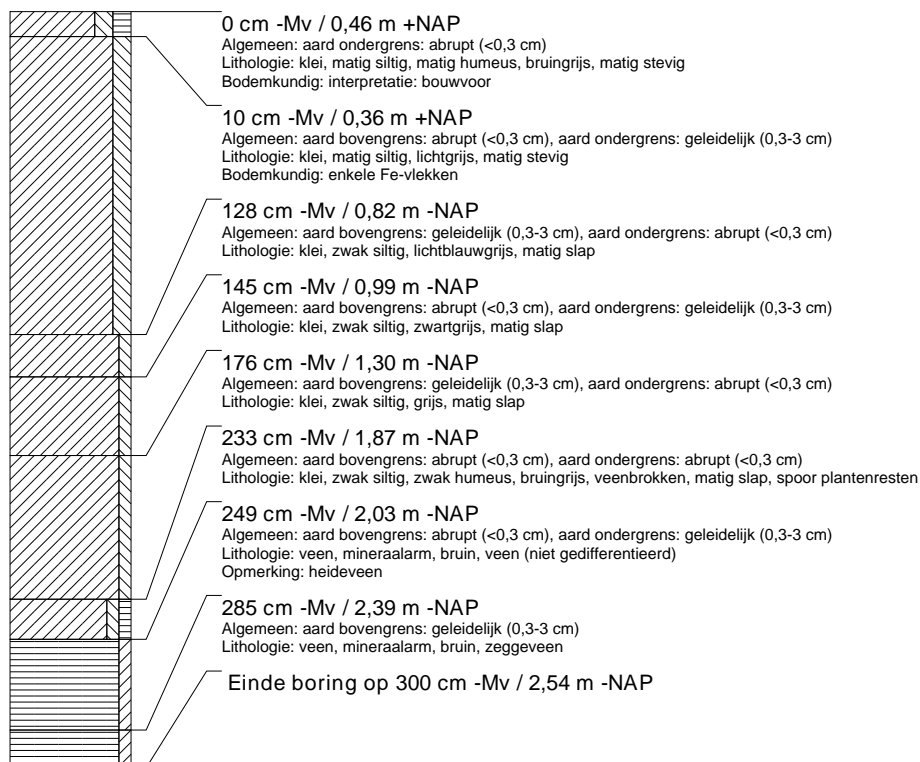 0 cm -Mv / 0,46 m +NAP
Algemeen: aard ondergrens: abrupt (<0,3 cm)
Lithologie: klei, matig siltig, matig humeus, bruingrijs, matig stevig
Bodemkundig: interpretatie: bouwvoor
10 cm -Mv / 0,36 m +NAP
Algemeen: aard bovengrens: abrupt (<0,3 cm), aard ondergrens: geleidelijk (0,3-3 cm)
Lithologie: klei, matig siltig, lichtgrijs, matig stevig
Bodemkundig: enkele Fe-vlekken
128 cm -Mv / 0,82 m -NAP
Algemeen: aard bovengrens: geleidelijk (0,3-3 cm), aard ondergrens: abrupt (<0,3 cm)
Lithologie: klei, zwak siltig, lichtblauwgrijs, matig slap
145 cm -Mv / 0,99 m -NAP
Algemeen: aard bovengrens: abrupt (<0,3 cm), aard ondergrens: geleidelijk (0,3-3 cm)
Lithologie: klei, zwak siltig, zwartgrijs, matig slap
176 cm -Mv / 1,30 m -NAP
Algemeen: aard bovengrens: geleidelijk (0,3-3 cm), aard ondergrens: abrupt (<0,3 cm)
Lithologie: klei, zwak siltig, grijs, matig slap
233 cm -Mv / 1,87 m -NAP
Algemeen: aard bovengrens: abrupt (<0,3 cm), aard ondergrens: abrupt (<0,3 cm)
Lithologie: klei, zwak siltig, zwak humeus, bruingrijs, veenbrokken, matig slap, spoor plantenresten
249 cm -Mv / 2,03 m -NAP
Algemeen: aard bovengrens: abrupt (<0,3 cm), aard ondergrens: geleidelijk (0,3-3 cm)
Lithologie: veen, mineraalarm, bruin, veen (niet gedifferentieerd)
Opmerking: heideveen
285 cm -Mv / 2,39 m -NAP
Algemeen: aard bovengrens: geleidelijk (0,3-3 cm)
Lithologie: veen, mineraalarm, bruin, zeggeveen
Einde boring op 300 cm -Mv / 2,54 m -NAP